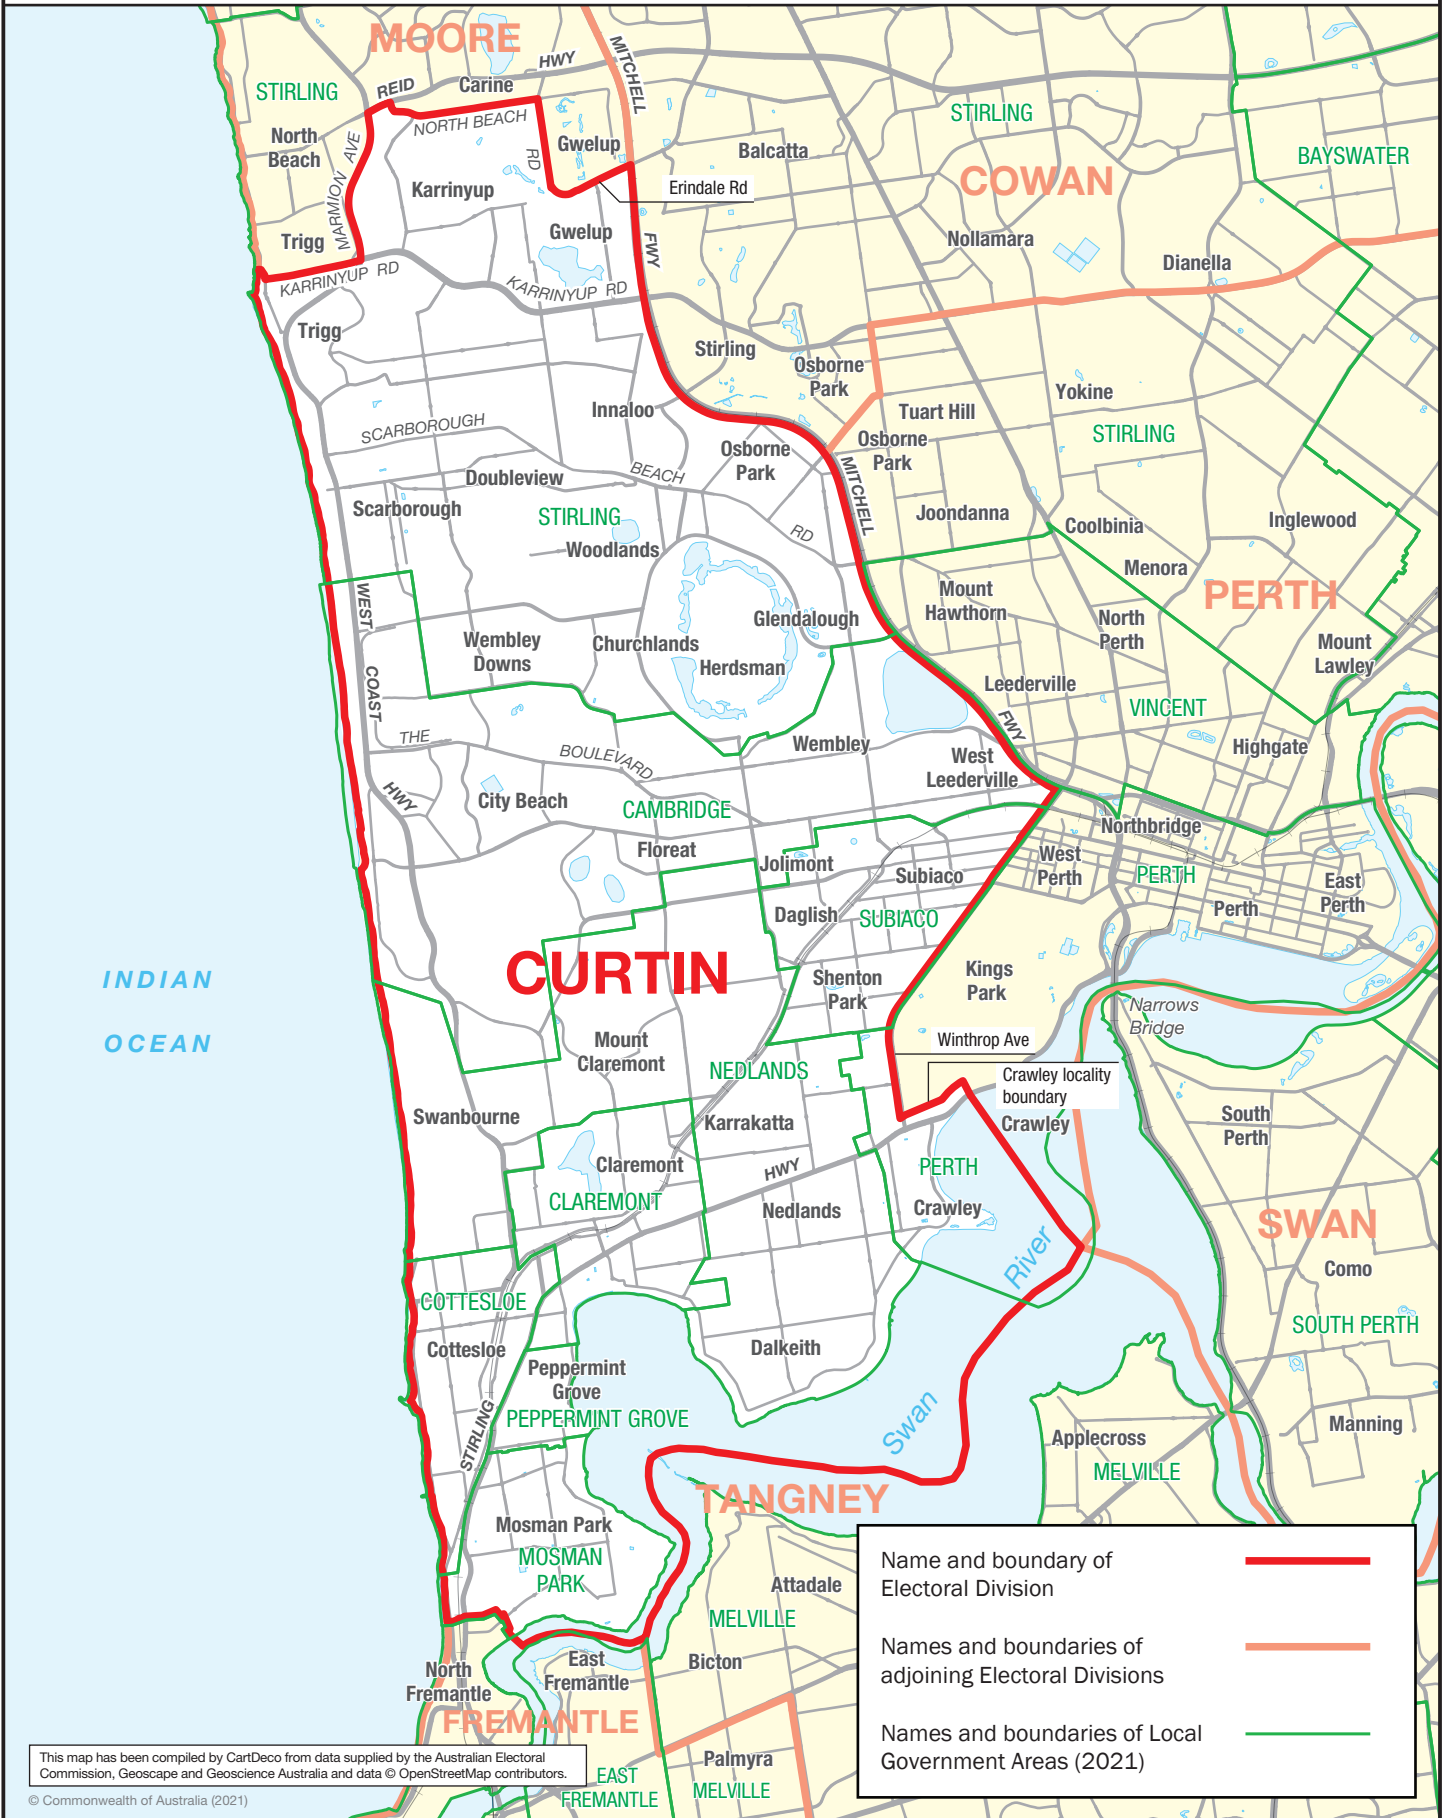 MOORE
MITCHELL
HWY
REID
Carine
STIRLING
STIRLING
NORTH BEACH
RD
North
Beach
MARMION AVE
Gwelup
Balcatta
BAYSWATER
COWAN
Karrinyup
Erindale Rd
Trigg
Gwelup
FWY
Nollamara
Dianella
KARRINYUP RD
KARRINYUP RD
Trigg
Stirling
Osborne
Park
Yokine
Innaloo
Tuart Hill
SCARBOROUGH
Osborne
Park
Osborne
Park
STIRLING
BEACH
Doubleview
MITCHELL
Scarborough
STIRLING
RD
Joondanna
Coolbinia
Inglewood
Woodlands
Menora
WEST
Mount
Hawthorn
PERTH
Glendalough
North
Perth
Wembley
Downs
Churchlands
Mount
Lawley
Herdsman
COAST
Leederville
VINCENT
FWY
THE
BOULEVARD
Wembley
Highgate
West
Leederville
HWY
City Beach
CAMBRIDGE
Northbridge
Floreat
Jolimont
West
Perth
Subiaco
PERTH
East
Perth
Daglish
SUBIACO
Perth
CURTIN
INDIAN
OCEAN
Shenton
Park
Kings
Park
Narrows
Bridge
Winthrop Ave
Mount
Claremont
NEDLANDS
Crawley locality
boundary
Swanbourne
Karrakatta
Crawley
South
Perth
Claremont
HWY
PERTH
CLAREMONT
Nedlands
Crawley
SWAN
River
Como
COTTESLOE
SOUTH PERTH
Cottesloe
Dalkeith
Peppermint
Grove
PEPPERMINT GROVE
Swan
STIRLING
Applecross
Manning
MELVILLE
TANGNEY
Mosman Park
MOSMAN
PARK
Attadale
MELVILLE
Name and boundary of
Electoral Division
Names and boundaries of
adjoining Electoral Divisions
Names and boundaries of Local
Government Areas (2021)
North
Fremantle
East
Fremantle
Bicton
FREMANTLE
Palmyra
MELVILLE
EAST
FREMANTLE
This map has been compiled by CartDeco from data supplied by the Australian Electoral
Commission, Geoscape and Geoscience Australia and data © OpenStreetMap contributors.
© Commonwealth of Australia (2021)